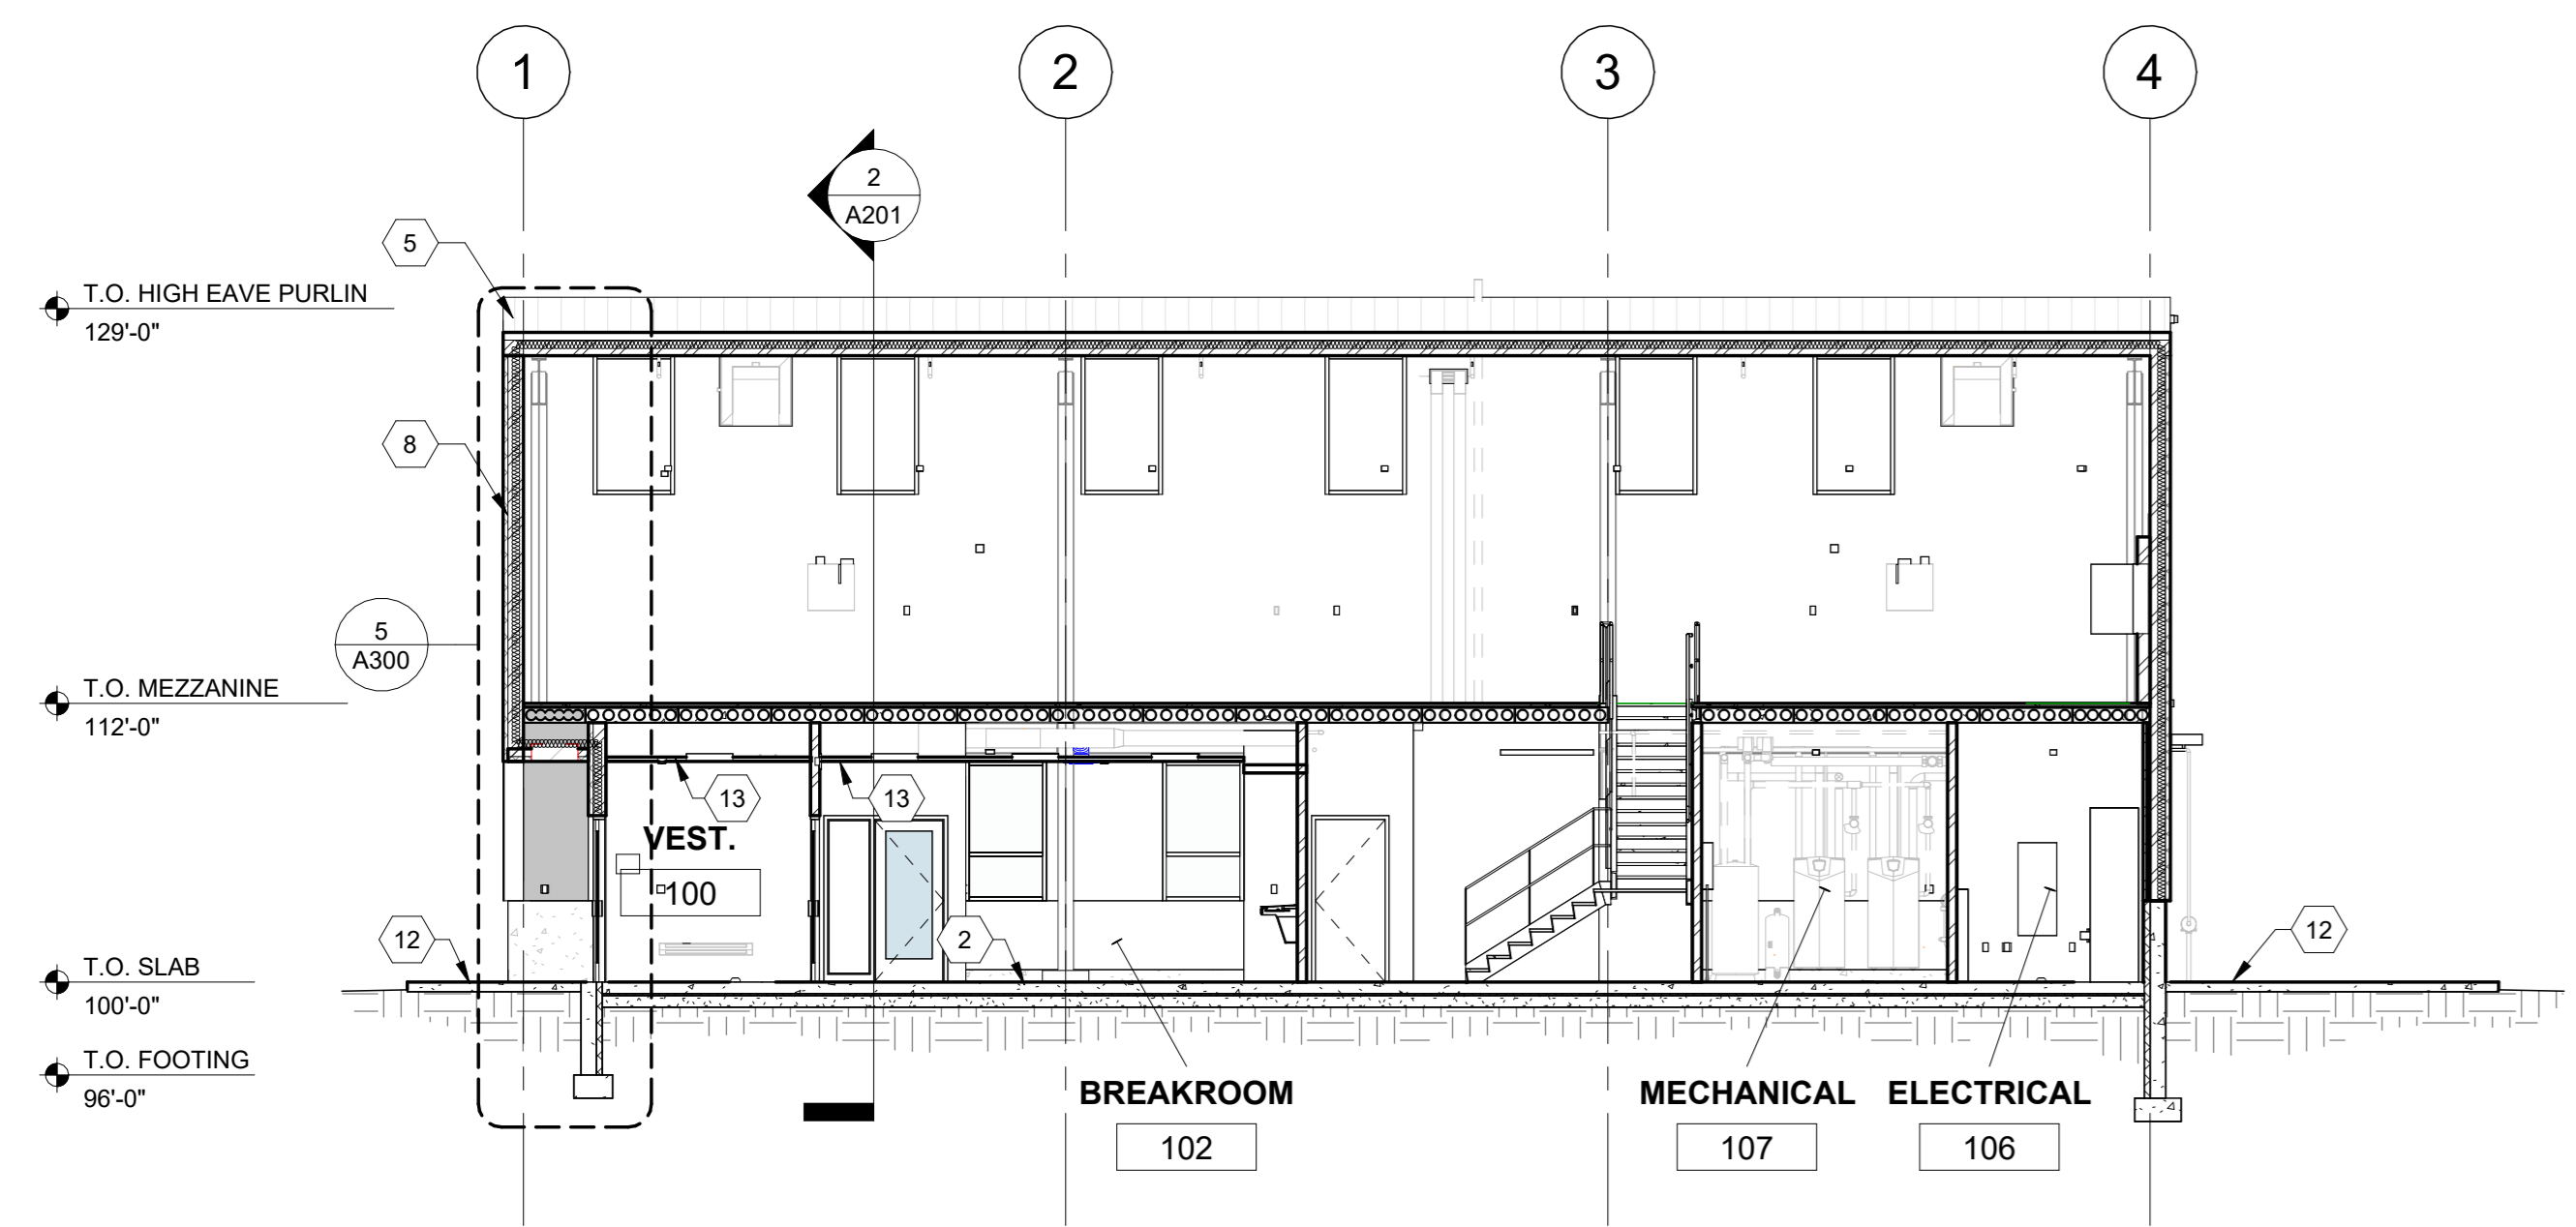 1
2
3
4
2
A201
5
T.O. HIGH EAVE PURLIN
129'-0"
8
5
A300
T.O. MEZZANINE
112'-0"
13
13
VEST.
100
12
2
12
T.O. SLAB
100'-0"
T.O. FOOTING
96'-0"
BREAKROOM
MECHANICAL
ELECTRICAL
102
107
106